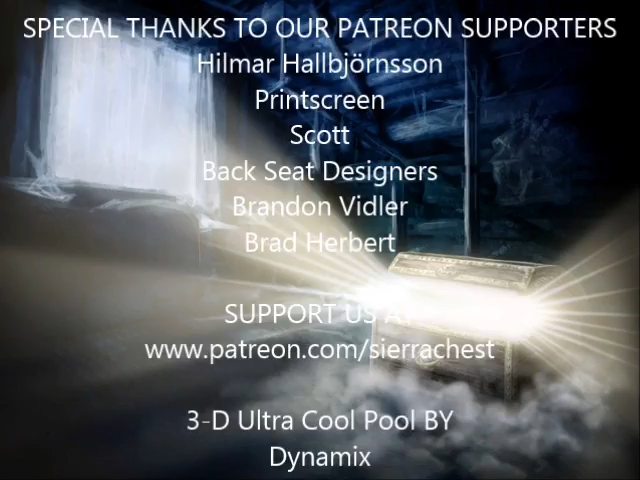 SPECIAL THANKS TO OUR PATREON SUPPORTERS
Hilmar Hallbjörnsson
Printscreen
Scott
Back Seat Designers
Brandon Vidler
Brad Herbert
SUPPORT US AT
www.patreon.com/sierrachest
3-D Ultra Cool Pool BY
Dynamix